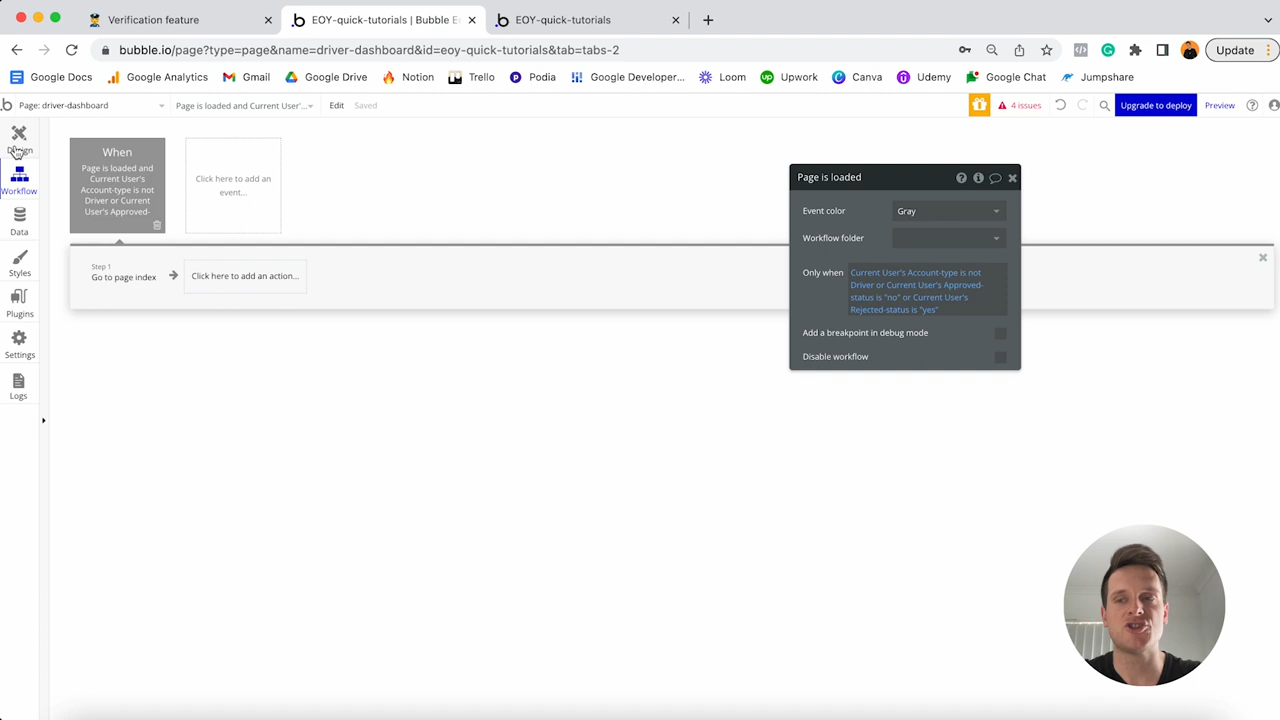 Verification feature
EOY-quick-tutorials | Bubble E
EOY-quick-tutorials
bubble.io/page?type=page&name=driver-dashboard&id=eoy-quick-tutorials&tab=tabs-2
Update
Google Docs
Google Analytics
Gmail
Google Drive
Notion
Trello
Podia
Google Developer...
Loom
Upwork
Canva
Udemy
Google Chat
Jumpshare
Page: driver-dashboard
Page is loaded and Current User'...
Edit
Saved
4 issues
Upgrade to deploy
Preview
Design
Workflow
Data
Styles
Plugins
Settings
Logs
When
Page is loaded and
Current User's
Account-type is not
Driver or Current
User's Approved-
Click here to add an
event...
Step 1
Go to page index
Click here to add an action...
Page is loaded
Event color
Gray
Workflow folder
Only when
Current User's Account-type is not
Driver or Current User's Approved-
status is "no" or Current User's
Rejected-status is "yes"
Add a breakpoint in debug mode
Disable workflow